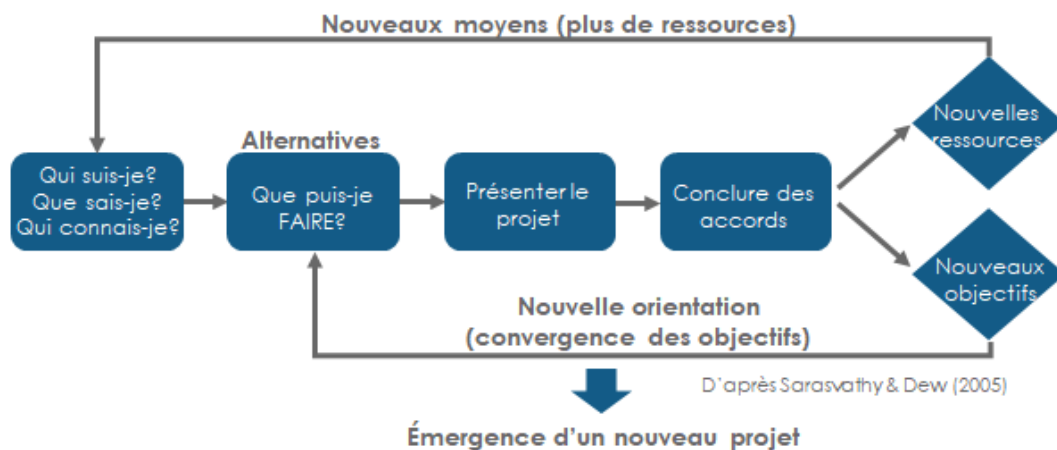 Nouveaux moyens (plus de ressources)
Nouvelles
ressources
Alternatives
Qui suis-je?
Que sais-je?
Qui connais-je?
Que puis-je
FAIRE?
Présenter le
projet
Conclure des
accords
Nouveaux
objectifs
Nouvelle orientation
(convergence des objectifs)
D'après Sarasvathy & Dew (2005)
Émergence d'un nouveau projet